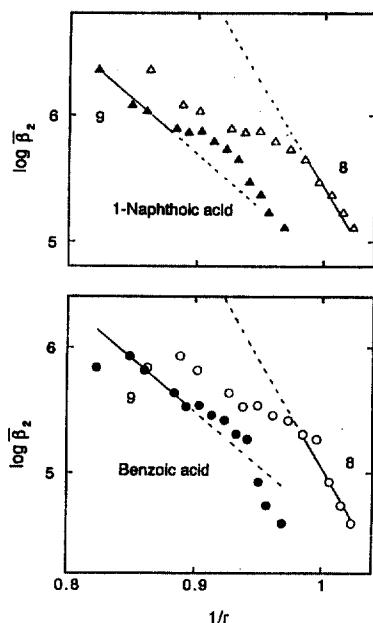 6
5
log β̅₂
9
8
1-Naphthoic acid
6
5
log β̅₂
9
8
Benzoic acid
0.8 0.9 1
1/r